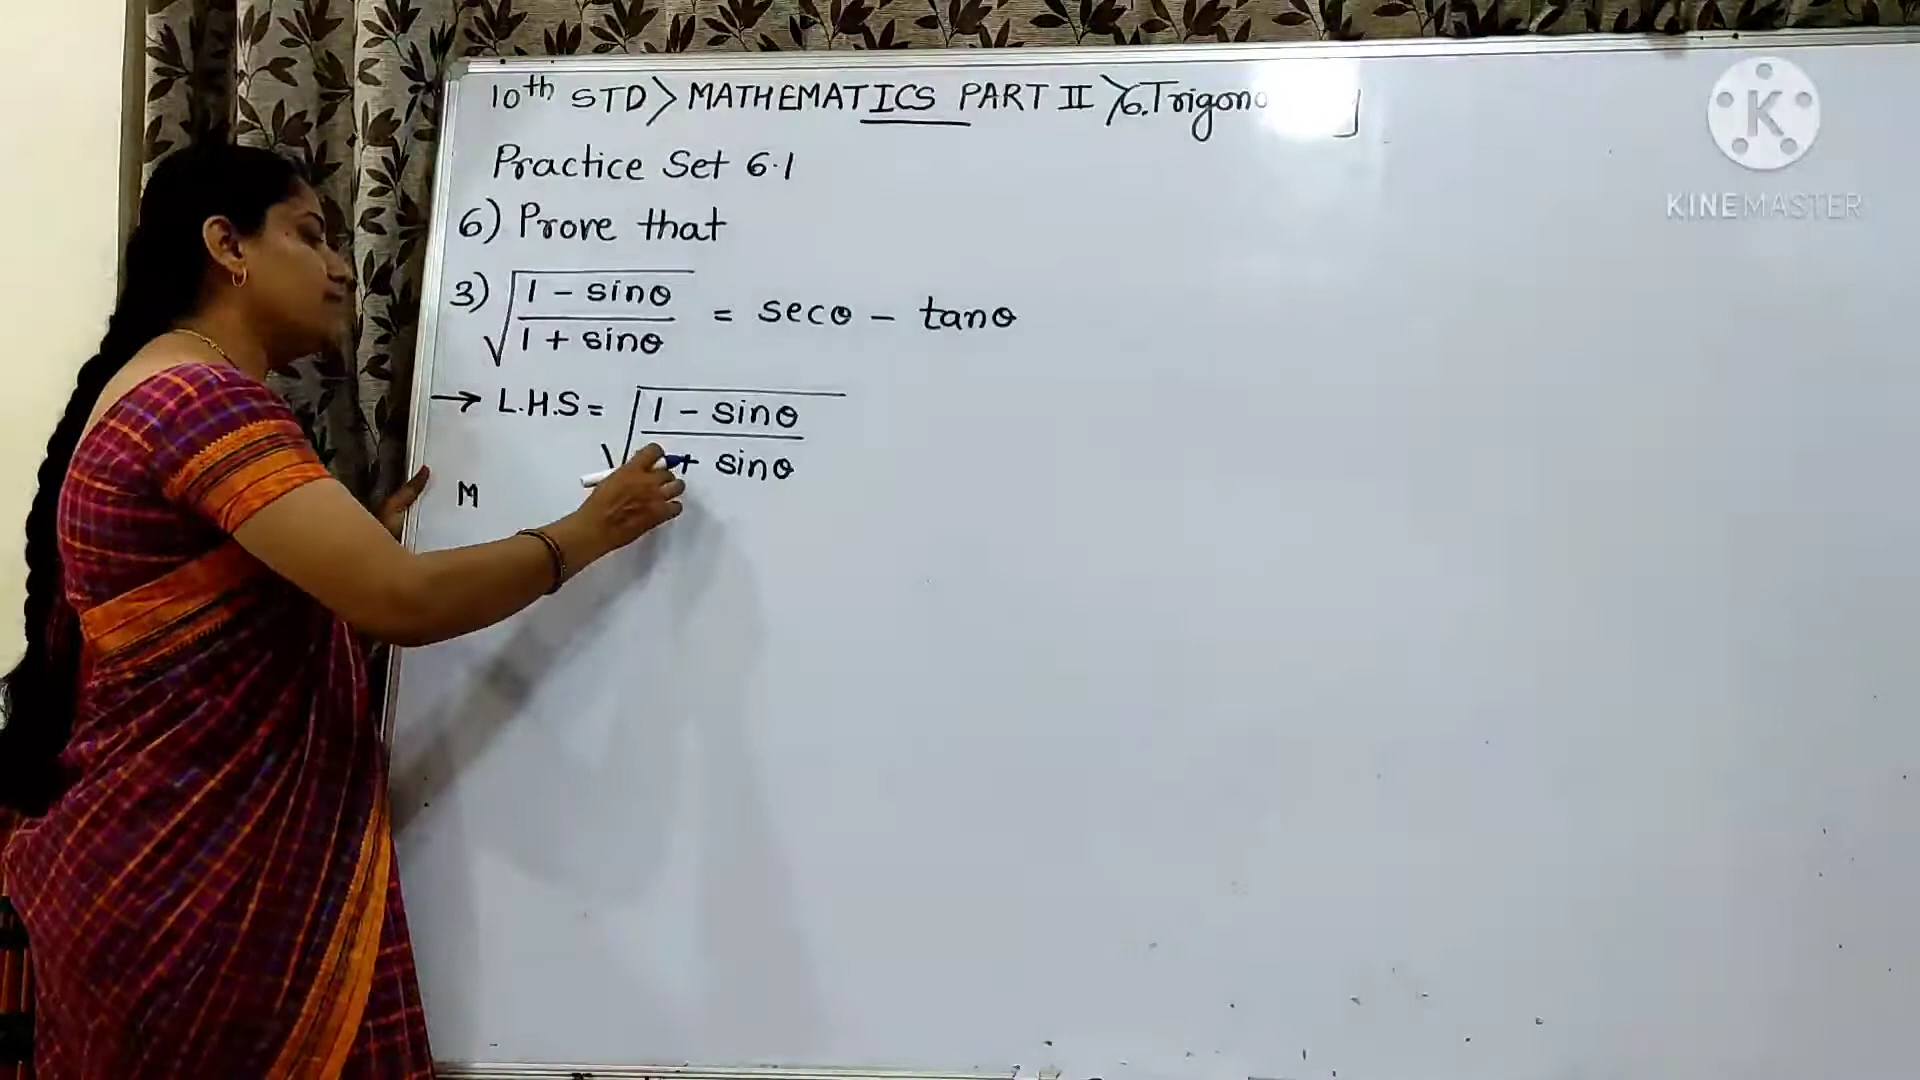 10th STD > MATHEMATICS PART II > 6. Trigono
Practice Set 6.1
6) Prove that
3) √(1 - sinθ / 1 + sinθ) = secθ - tanθ
→ L.H.S = √(1 - sinθ / + sinθ)
M
K
KINEMASTER